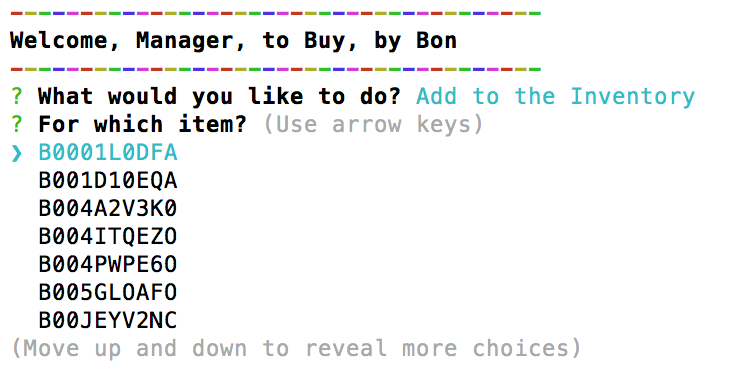 Welcome, Manager, to Buy, by Bon
? What would you like to do? Add to the Inventory
? For which item? (Use arrow keys)
❯ B0001L0DFA
B001D10EQA
B004A2V3K0
B004ITQEZO
B004PWPE6O
B005GLOAFO
B00JEYV2NC
(Move up and down to reveal more choices)